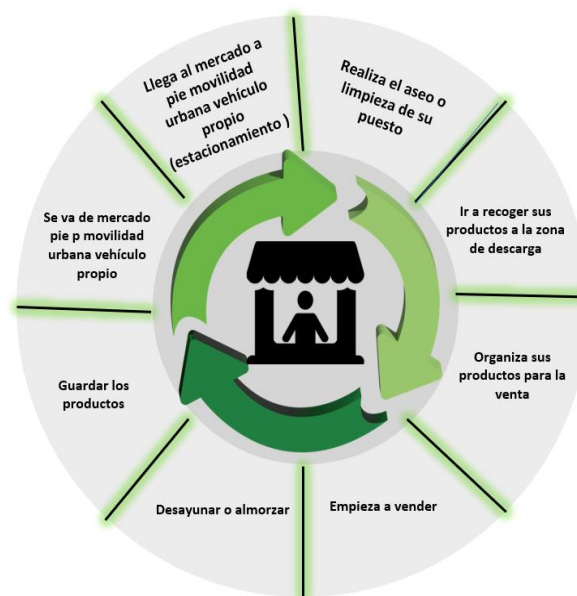 Llega al mercado a
pie movilidad
urbana vehículo
propio
(estacionamiento )
Realiza el aseo o
limpieza de su
puesto
Ir a recoger sus
productos a la zona
de descarga
Organiza sus
productos para la
venta
Empieza a vender
Desayunar o almorzar
Guardar los
productos
Se va de mercado
pie p movilidad
urbana vehículo
propio